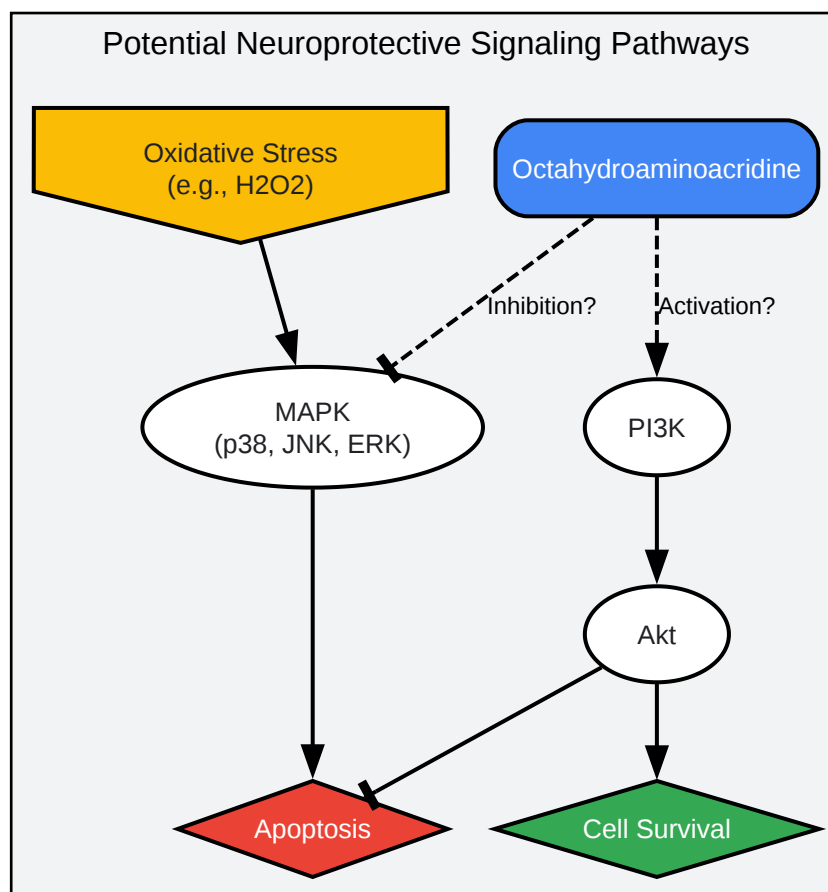 Potential Neuroprotective Signaling Pathways
Oxidative Stress
(e.g., H2O2)
Octahydroaminoacridine
Inhibition?
Activation?
MAPK
(p38, JNK, ERK)
PI3K
Akt
Apoptosis
Cell Survival